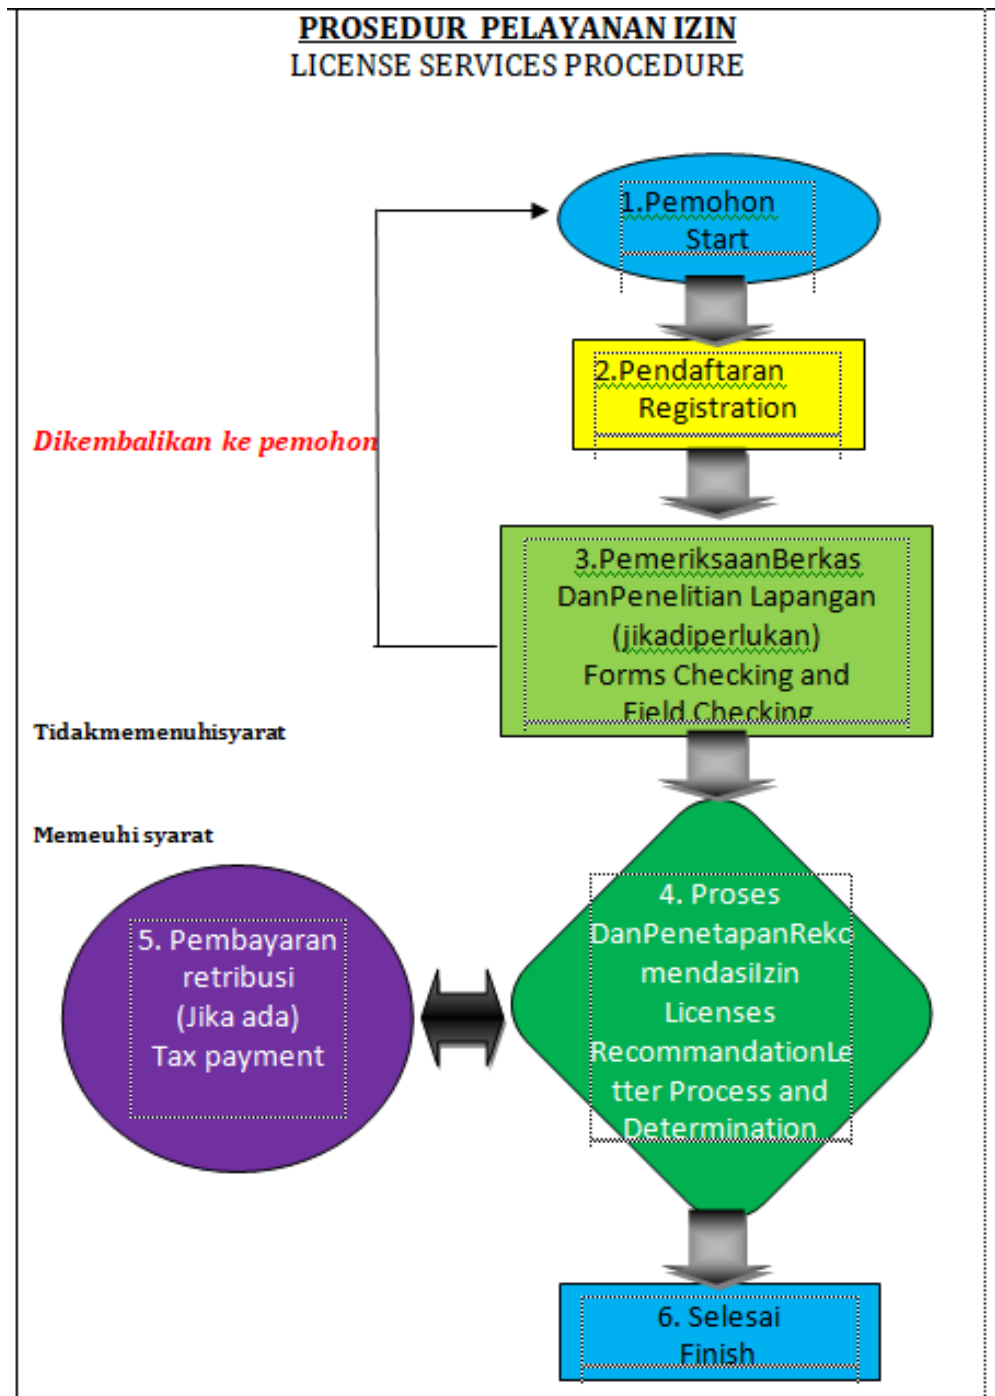 PROSEDUR PELAYANAN IZIN
LICENSE SERVICES PROCEDURE
1.Pemohon
Start
2.Pendaftaran
Registration
Dikembalikan ke pemohon
3.PemeriksaanBerkas
DanPenelitian Lapangan
(jikadiperlukan)
Forms Checking and
Field Checking
Tidakmemenuhisyarat
Memeuhi syarat
4. Proses
DanPenetapanReko
mendasiIzin
Licenses
RecommandationLe
tter Process and
Determination
5. Pembayaran
retribusi
(Jika ada)
Tax payment
6. Selesai
Finish